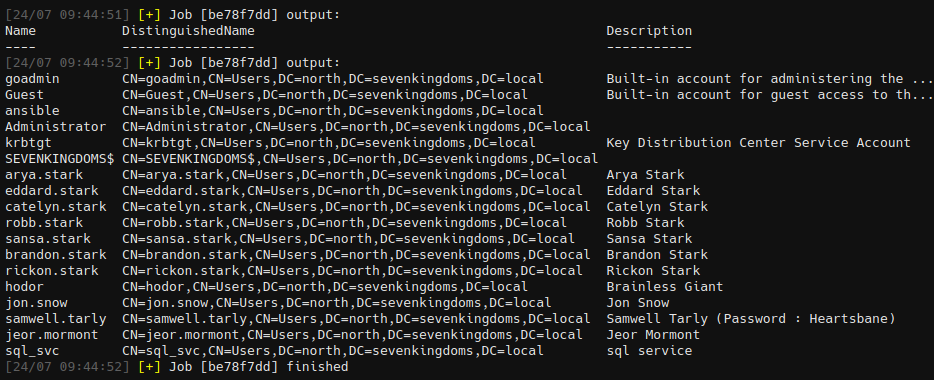 [24/07 09:44:51] [+] Job [be78f7dd] output:
Name DistinguishedName Description
---- ----------------- -----------
[24/07 09:44:52] [+] Job [be78f7dd] output:
goadmin CN=goadmin,CN=Users,DC=north,DC=sevenkingdoms,DC=local Built-in account for administering the ...
Guest CN=Guest,CN=Users,DC=north,DC=sevenkingdoms,DC=local Built-in account for guest access to th...
ansible CN=ansible,CN=Users,DC=north,DC=sevenkingdoms,DC=local
Administrator CN=Administrator,CN=Users,DC=north,DC=sevenkingdoms,DC=local
krbtgt CN=krbtgt,CN=Users,DC=north,DC=sevenkingdoms,DC=local Key Distribution Center Service Account
SEVENKINGDOMS$ CN=SEVENKINGDOMS$,CN=Users,DC=north,DC=sevenkingdoms,DC=local
arya.stark CN=arya.stark,CN=Users,DC=north,DC=sevenkingdoms,DC=local Arya Stark
eddard.stark CN=eddard.stark,CN=Users,DC=north,DC=sevenkingdoms,DC=local Eddard Stark
catelyn.stark CN=catelyn.stark,CN=Users,DC=north,DC=sevenkingdoms,DC=local Catelyn Stark
robb.stark CN=robb.stark,CN=Users,DC=north,DC=sevenkingdoms,DC=local Robb Stark
sansa.stark CN=sansa.stark,CN=Users,DC=north,DC=sevenkingdoms,DC=local Sansa Stark
brandon.stark CN=brandon.stark,CN=Users,DC=north,DC=sevenkingdoms,DC=local Brandon Stark
rickon.stark CN=rickon.stark,CN=Users,DC=north,DC=sevenkingdoms,DC=local Rickon Stark
hodor CN=hodor,CN=Users,DC=north,DC=sevenkingdoms,DC=local Brainless Giant
jon.snow CN=jon.snow,CN=Users,DC=north,DC=sevenkingdoms,DC=local Jon Snow
samwell.tarly CN=samwell.tarly,CN=Users,DC=north,DC=sevenkingdoms,DC=local Samwell Tarly (Password : Heartsbane)
jeor.mormont CN=jeor.mormont,CN=Users,DC=north,DC=sevenkingdoms,DC=local Jeor Mormont
sql_svc CN=sql_svc,CN=Users,DC=north,DC=sevenkingdoms,DC=local sql service
[24/07 09:44:52] [+] Job [be78f7dd] finished